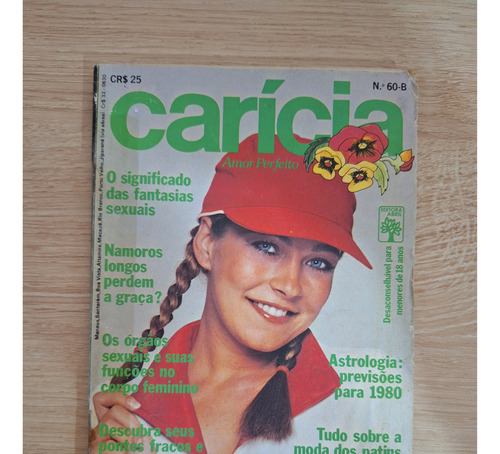 CR$ 25
N.º 60-B
carícia
Amor Perfeito
O significado
das fantasias
sexuais
EDITORA
ABRIL
Desaconselhável para
menores de 18 anos
Namoros
longos
perdem
a graça?
Os órgãos
sexuais e suas
funções no
corpo feminino
Astrologia:
previsões
para 1980
Descubra seus
pontos fracos e
Tudo sobre a
moda dos patins